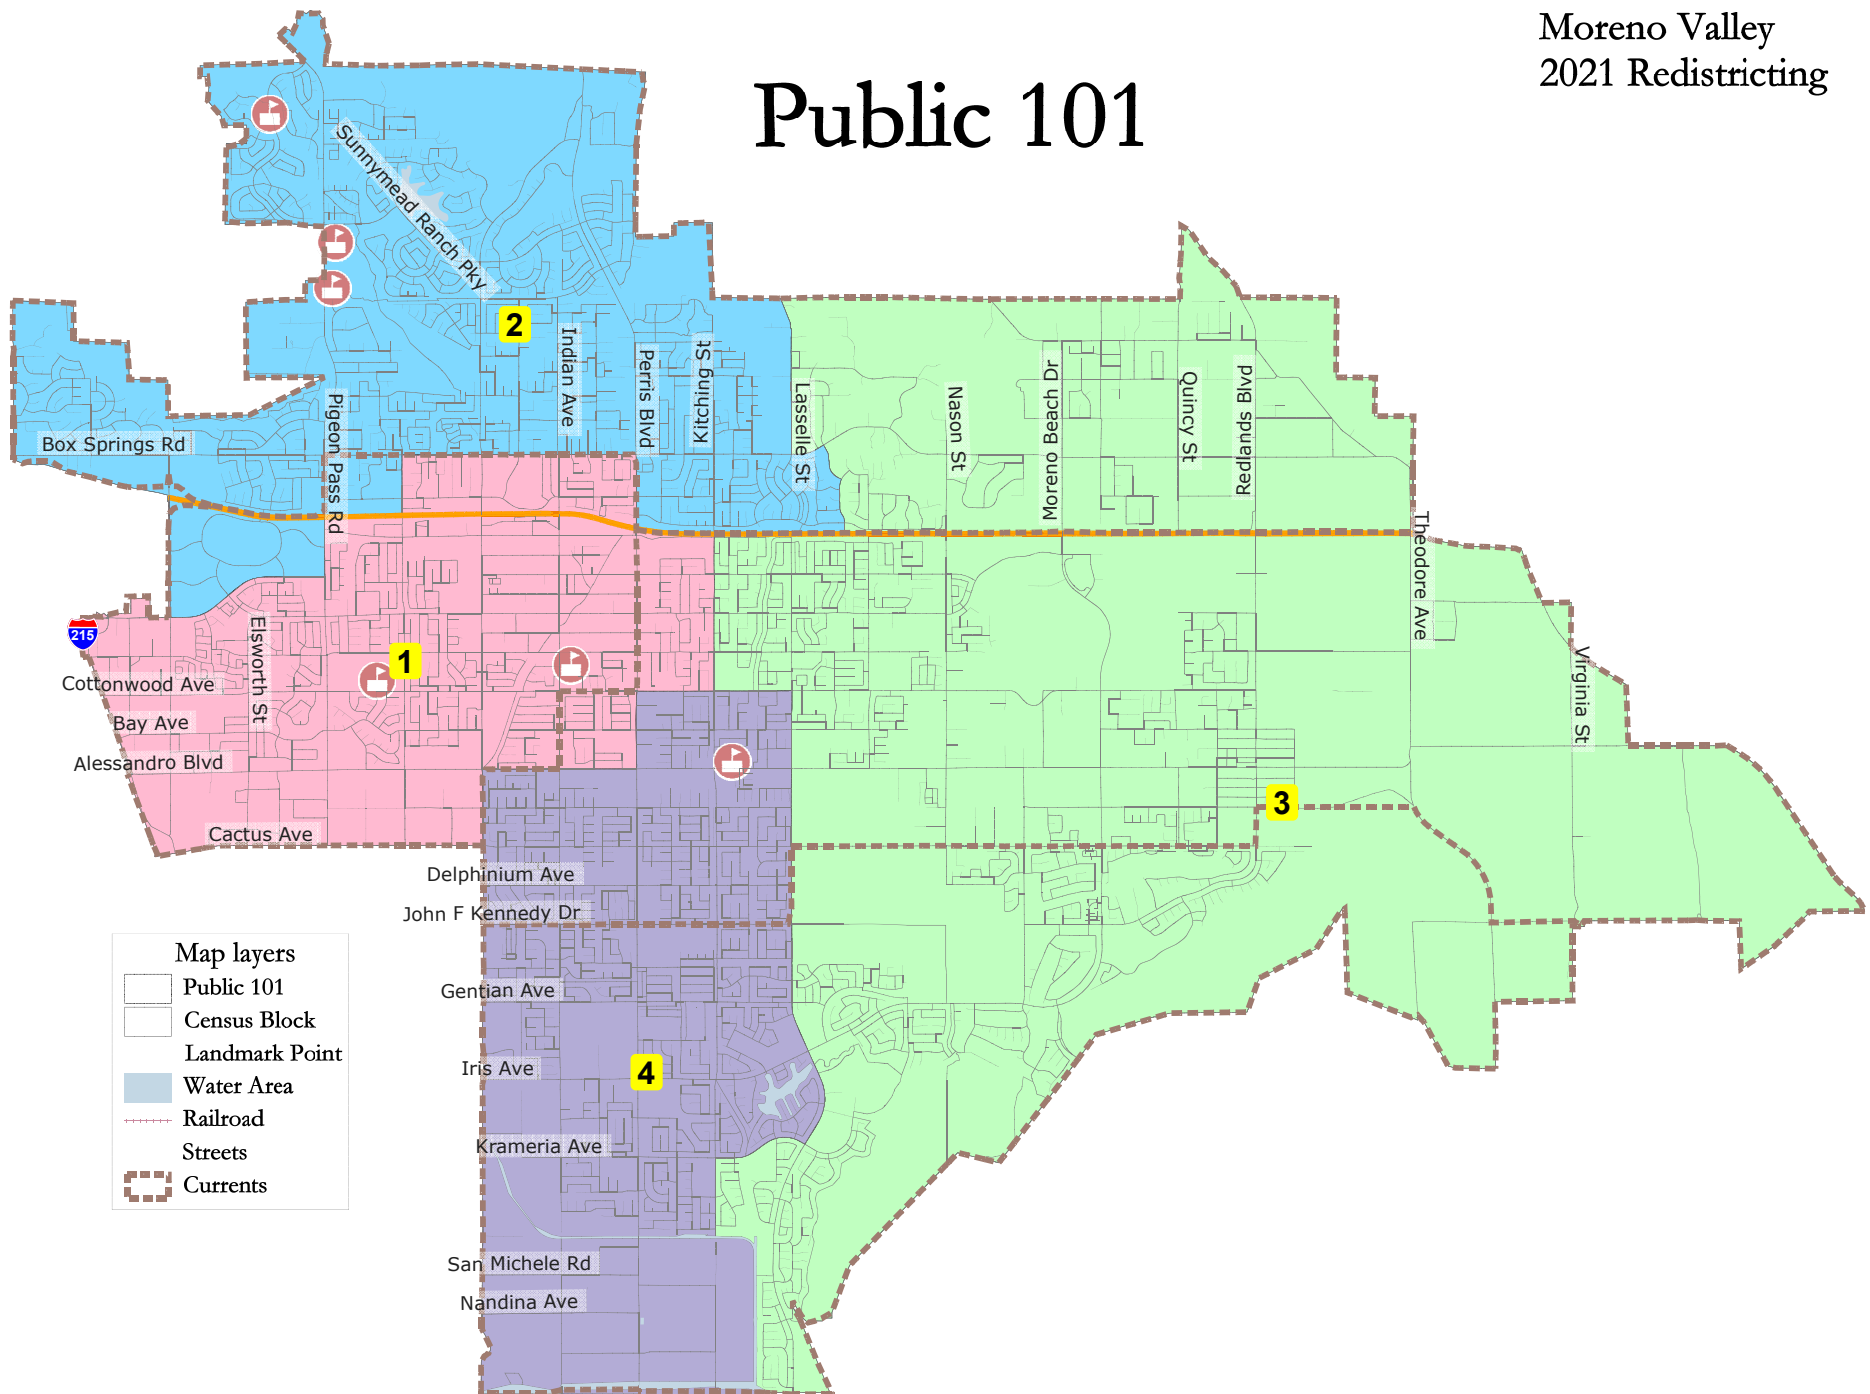 Moreno Valley
2021 Redistricting
Public 101
Sunnymead Ranch Pky
2
Indian Ave
Perris Blvd
Kitching St
Lasselle St
Nason St
Moreno Beach Dr
Quincy St
Redlands Blvd
Box Springs Rd
Pigeon Pass Rd
Theodore Ave
Virginia St
215
Elsworth St
1
Cottonwood Ave
Bay Ave
Alessandro Blvd
3
Cactus Ave
Delphinium Ave
John F Kennedy Dr
Gentian Ave
Iris Ave
4
Krameria Ave
San Michele Rd
Nandina Ave
Map layers
Public 101
Census Block
Landmark Point
Water Area
Railroad
Streets
Currents